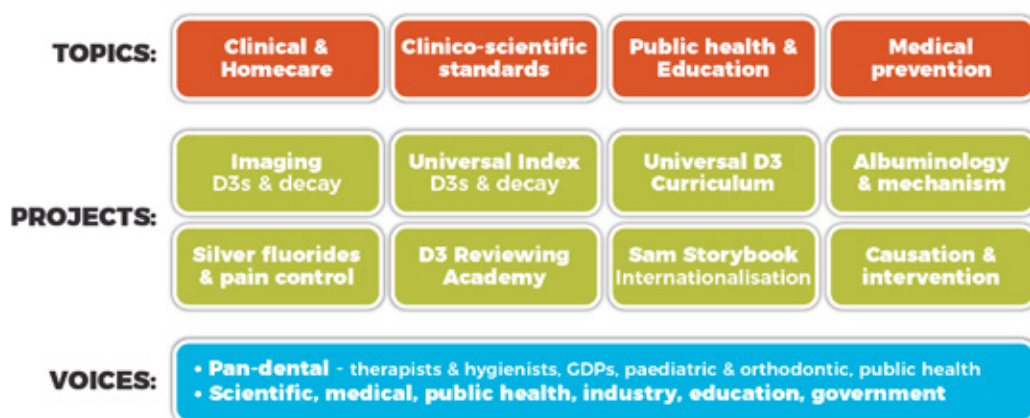 TOPICS:
Clinical &
Homecare
Clinico-scientific
standards
Public health &
Education
Medical
prevention
PROJECTS:
Imaging
D3s & decay
Universal Index
D3s & decay
Universal D3
Curriculum
Albuminology
& mechanism
Silver fluorides
& pain control
D3 Reviewing
Academy
Sam Storybook
Internationalisation
Causation &
intervention
VOICES:
• Pan-dental - therapists & hygienists, GDPs, paediatric & orthodontic, public health
• Scientific, medical, public health, industry, education, government